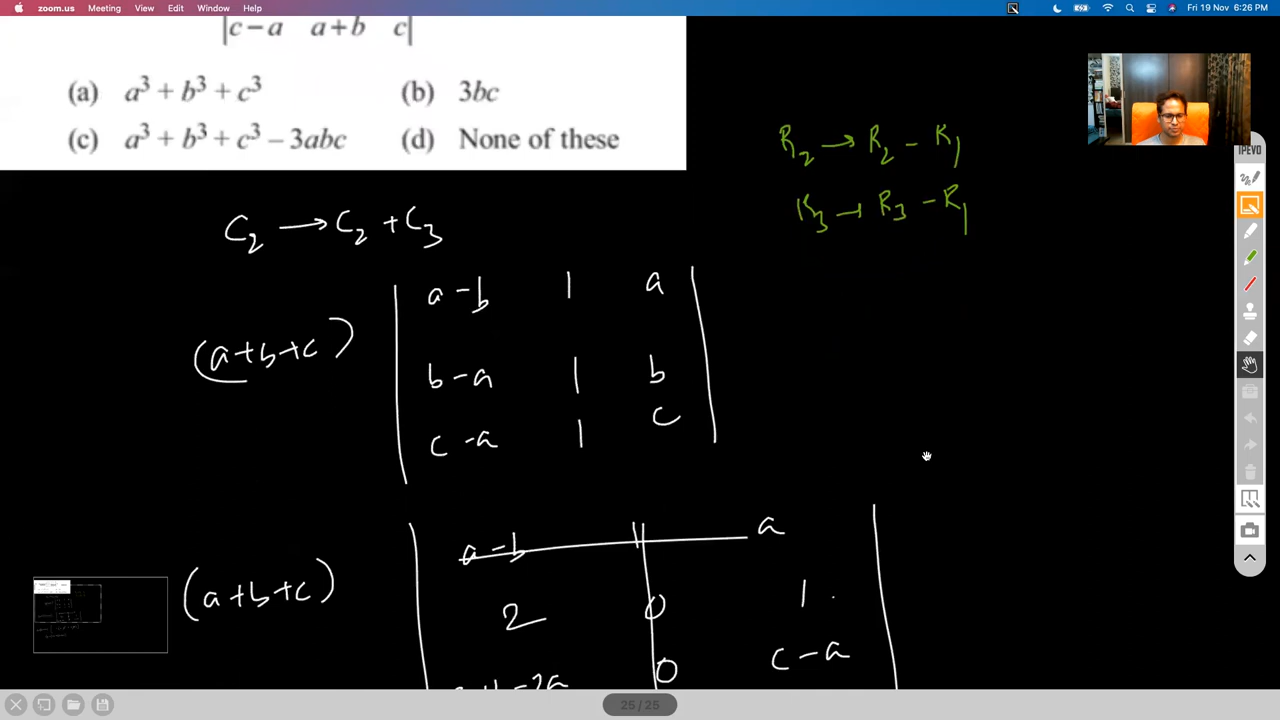 zoom.us Meeting View Edit Window Help Fri 19 Nov 6:26 PM
|c – a a + b c|
(a) a³ + b³ + c³ (b) 3bc
(c) a³ + b³ + c³ – 3abc (d) None of these
R₂ → R₂ – R₁
R₃ → R₃ – R₁
C₂ → C₂ + C₃
a – b 1 a
(a+b+c)
b – a 1 b
c – a 1 c
a – b 1 a
(a+b+c)
2 0 1
0 c – a
IPEVO
25 / 25